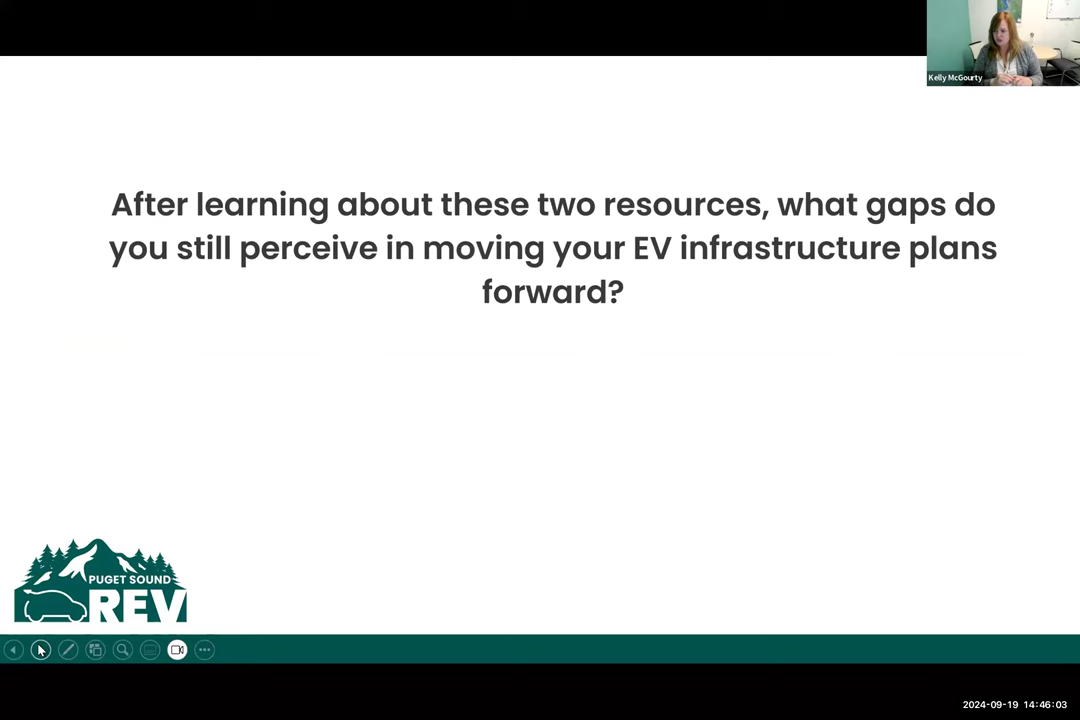 Kelly McGourty
After learning about these two resources, what gaps do
you still perceive in moving your EV infrastructure plans
forward?
PUGET SOUND
REV
2024-09-19 14:46:03